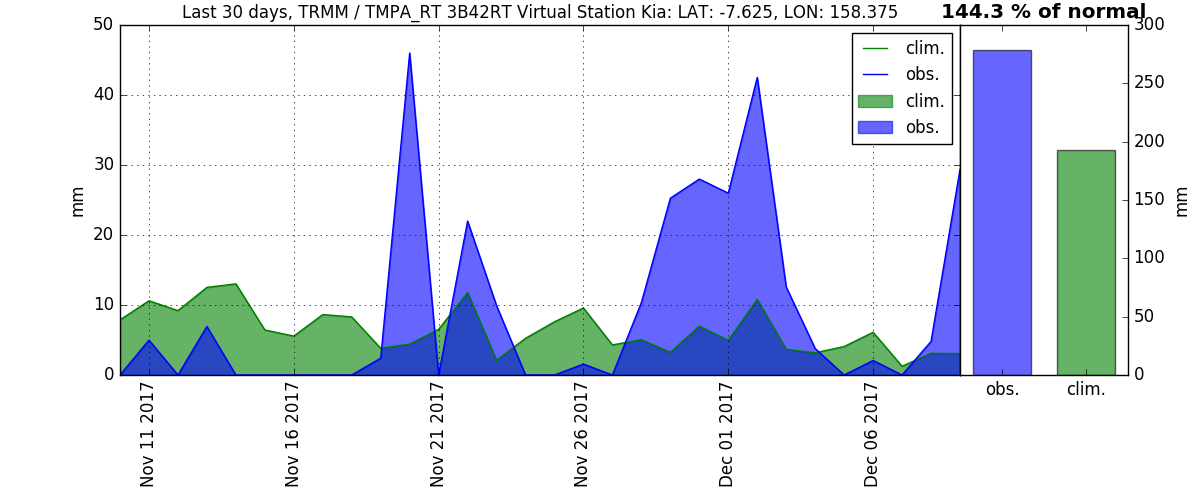 Last 30 days, TRMM / TMPA_RT 3B42RT Virtual Station Kia: LAT: -7.625, LON: 158.375
144.3 % of normal
50
40
30
20
10
0
mm
clim.
obs.
clim.
obs.
Nov 11 2017
Nov 16 2017
Nov 21 2017
Nov 26 2017
Dec 01 2017
Dec 06 2017
300
250
200
150
100
50
0
mm
obs.
clim.